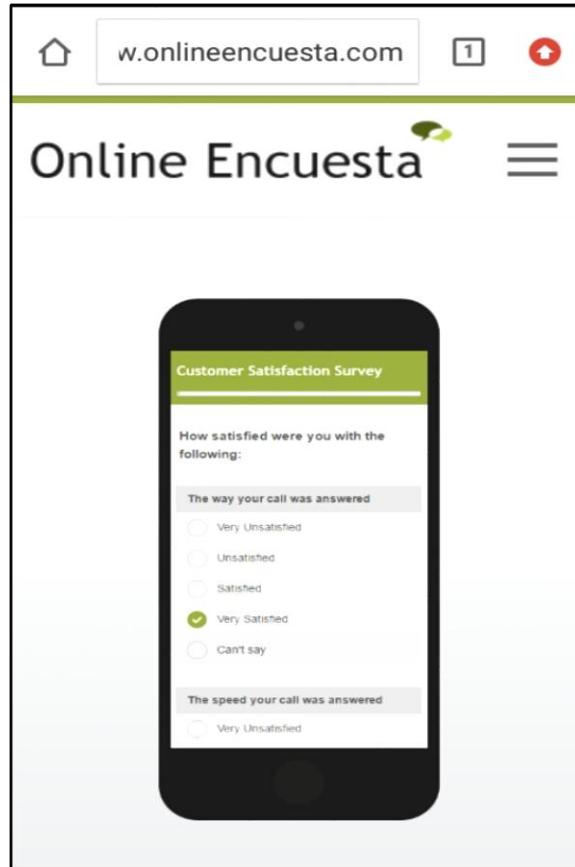 w.onlineencuesta.com
1
Online Encuesta
Customer Satisfaction Survey
How satisfied were you with the
following:
The way your call was answered
Very Unsatisfied
Unsatisfied
Satisfied
Very Satisfied
Can't say
The speed your call was answered
Very Unsatisfied